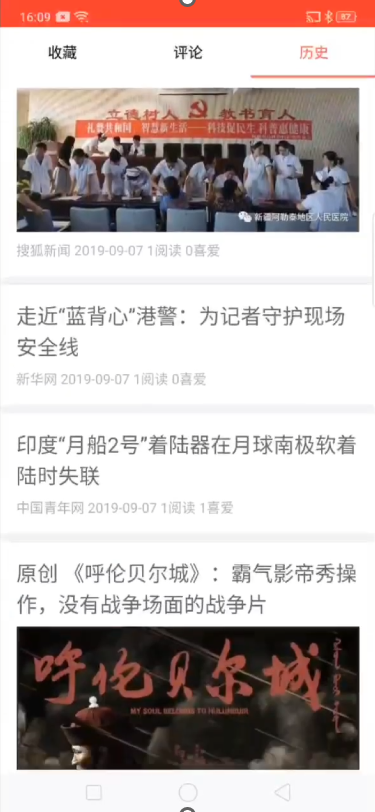 16:09
87
收藏 评论 历史
立德树人 教书育人
礼赞共和国 智慧新生活——科技促民生 科普惠健康
新疆阿勒泰地区人民医院
搜狐新闻 2019-09-07 1阅读 0喜爱
走近“蓝背心”港警：为记者守护现场
安全线
新华网 2019-09-07 1阅读 0喜爱
印度“月船2号”着陆器在月球南极软着
陆时失联
中国青年网 2019-09-07 1阅读 1喜爱
原创 《呼伦贝尔城》：霸气影帝秀操
作，没有战争场面的战争片
呼伦贝尔城
MY SOUL BELONGS TO HULUNBUIR